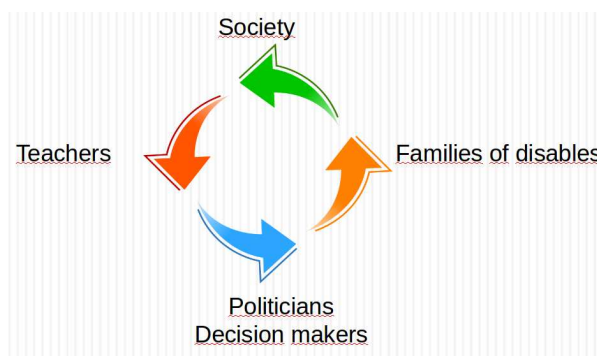 Society
Teachers
Families of disables
Politicians
Decision makers